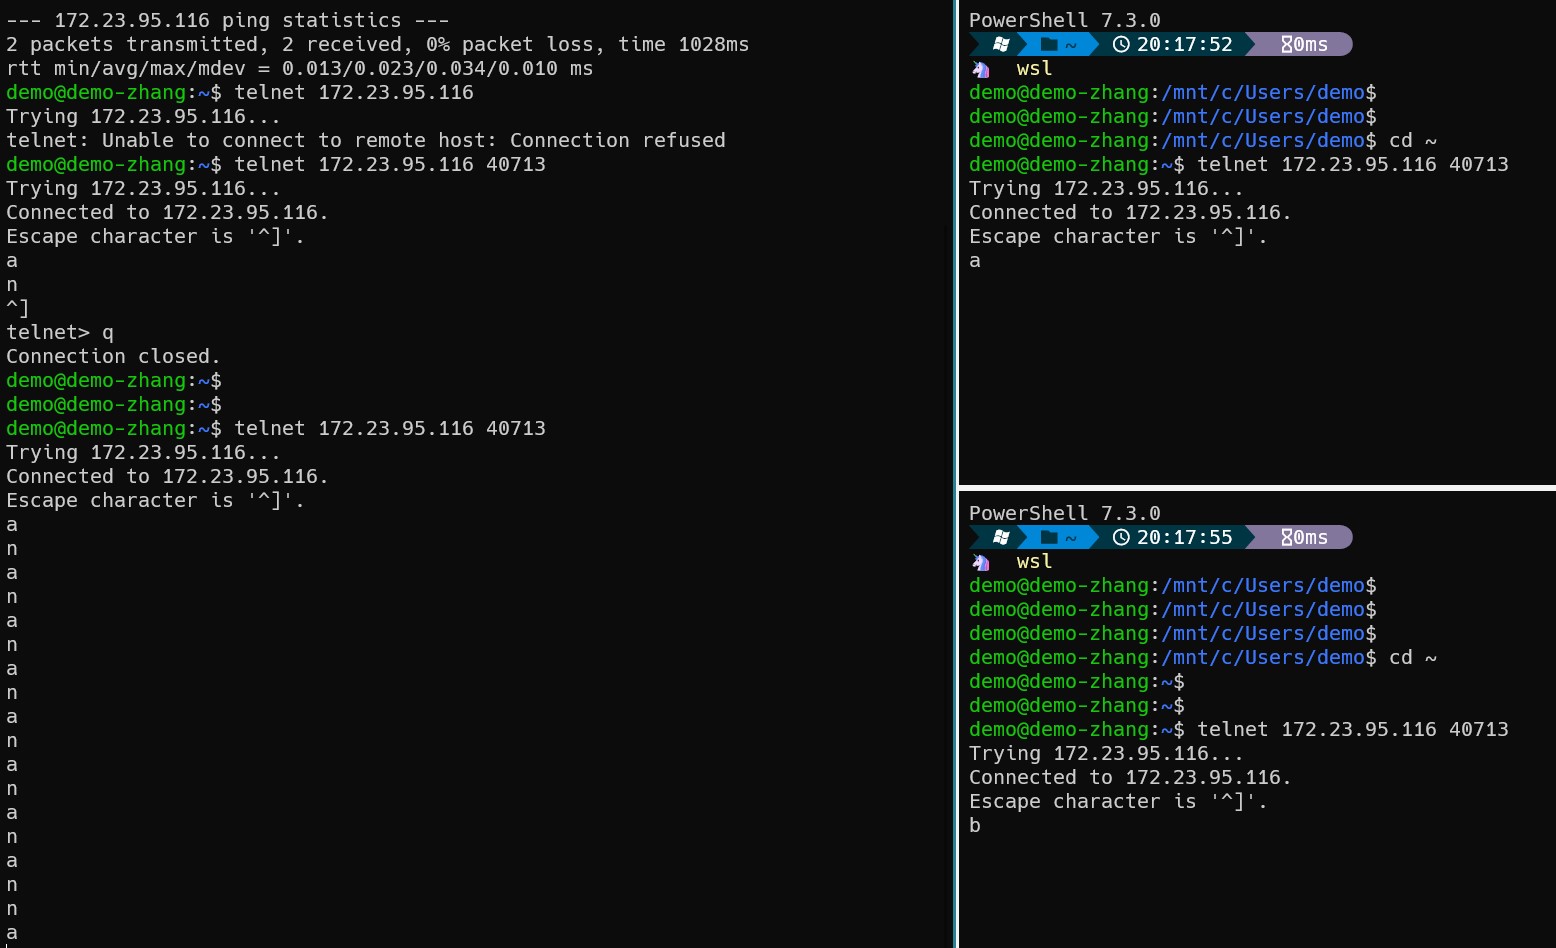 --- 172.23.95.116 ping statistics ---
2 packets transmitted, 2 received, 0% packet loss, time 1028ms
rtt min/avg/max/mdev = 0.013/0.023/0.034/0.010 ms
demo@demo-zhang:~$ telnet 172.23.95.116
Trying 172.23.95.116...
telnet: Unable to connect to remote host: Connection refused
demo@demo-zhang:~$ telnet 172.23.95.116 40713
Trying 172.23.95.116...
Connected to 172.23.95.116.
Escape character is '^]'.
a
n
^]
telnet> q
Connection closed.
demo@demo-zhang:~$
demo@demo-zhang:~$
demo@demo-zhang:~$ telnet 172.23.95.116 40713
Trying 172.23.95.116...
Connected to 172.23.95.116.
Escape character is '^]'.
a
n
a
n
a
n
a
n
a
n
a
n
a
n
a
n
n
a
PowerShell 7.3.0
~ 20:17:52 0ms
wsl
demo@demo-zhang:/mnt/c/Users/demo$
demo@demo-zhang:/mnt/c/Users/demo$
demo@demo-zhang:/mnt/c/Users/demo$ cd ~
demo@demo-zhang:~$ telnet 172.23.95.116 40713
Trying 172.23.95.116...
Connected to 172.23.95.116.
Escape character is '^]'.
a
PowerShell 7.3.0
~ 20:17:55 0ms
wsl
demo@demo-zhang:/mnt/c/Users/demo$
demo@demo-zhang:/mnt/c/Users/demo$
demo@demo-zhang:/mnt/c/Users/demo$
demo@demo-zhang:/mnt/c/Users/demo$ cd ~
demo@demo-zhang:~$
demo@demo-zhang:~$
demo@demo-zhang:~$ telnet 172.23.95.116 40713
Trying 172.23.95.116...
Connected to 172.23.95.116.
Escape character is '^]'.
b